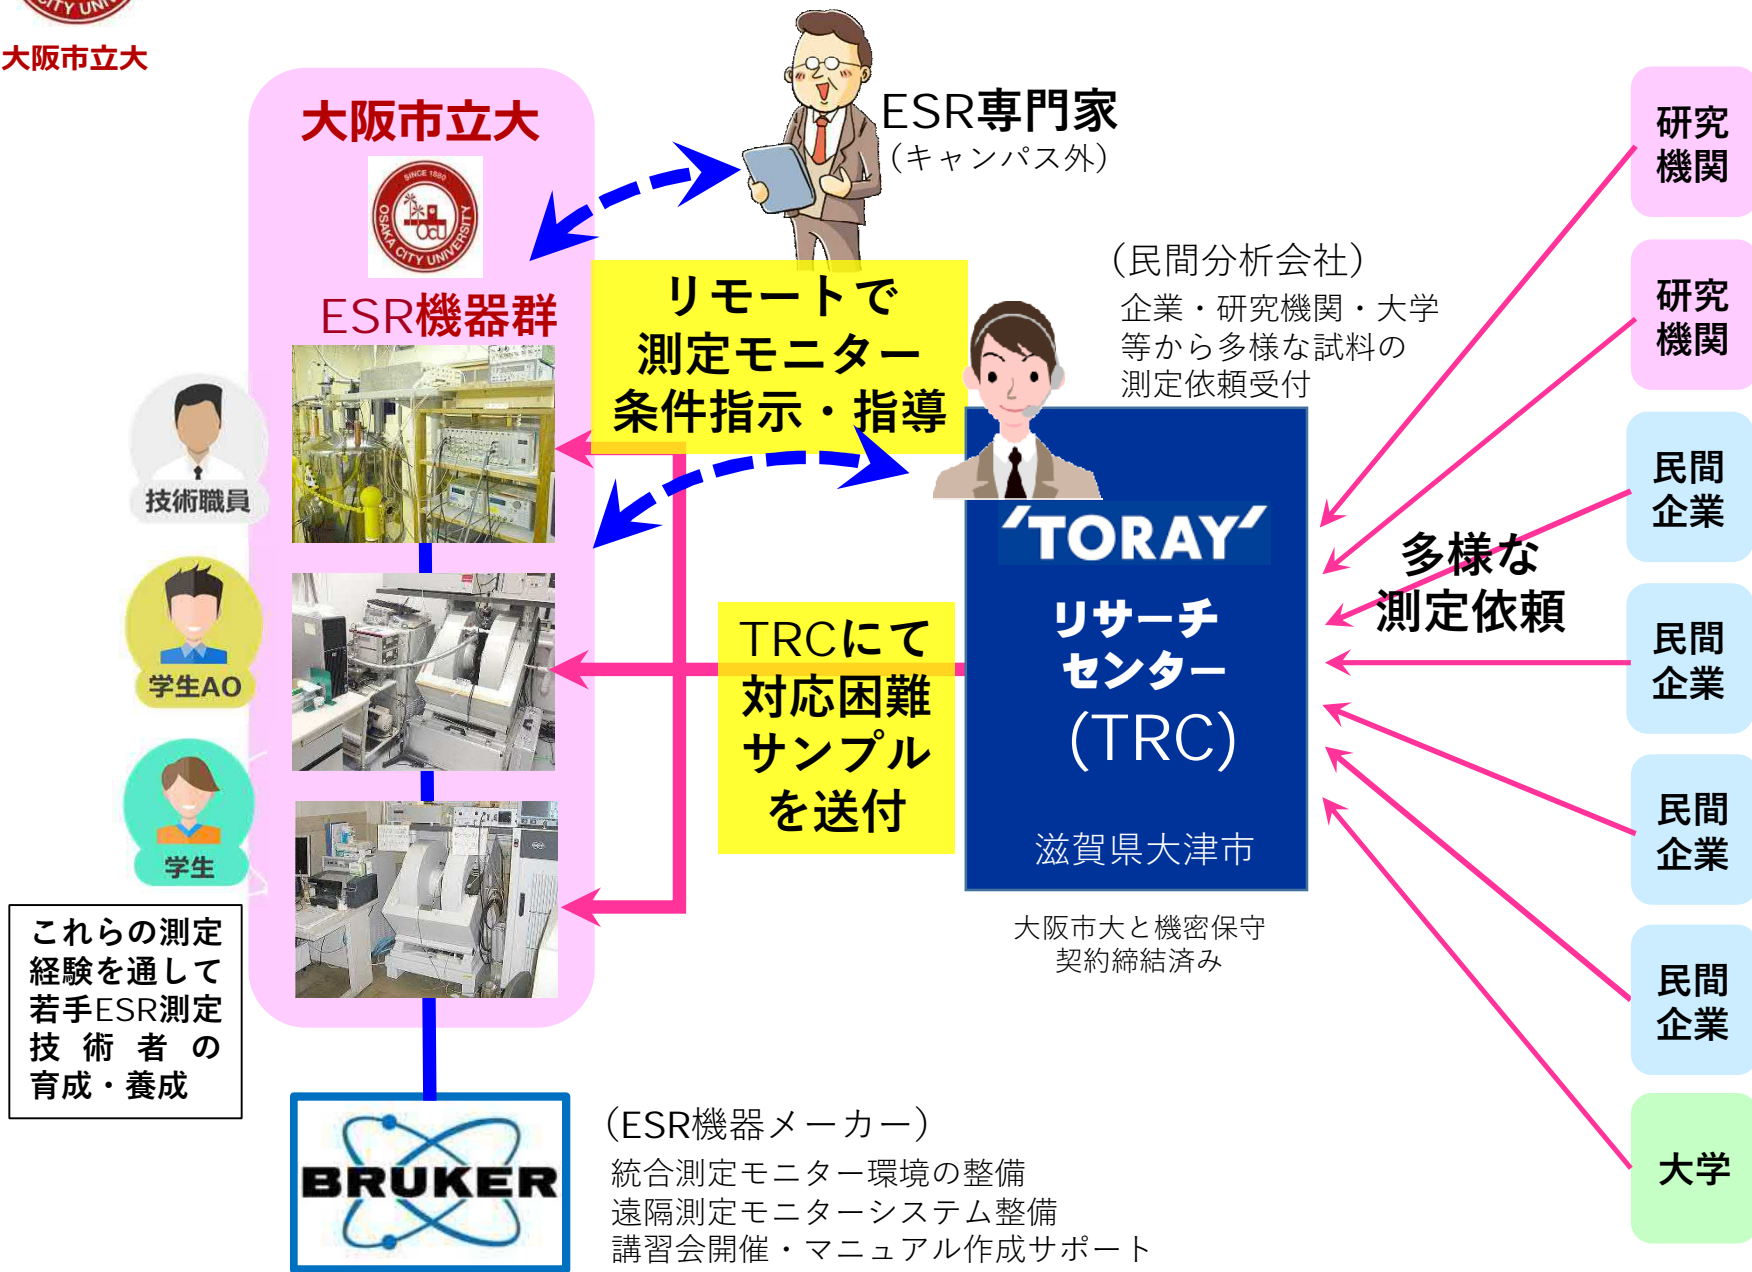 CITY UNIV
大阪市立大
大阪市立大
SINCE 1880
OSAKA CITY UNIVERSITY
OCU
ESR機器群
技術職員
学生AO
学生
これらの測定
経験を通して
若手ESR測定
技術者の
育成・養成
ESR専門家
（キャンパス外）
リモートで
測定モニター
条件指示・指導
（民間分析会社）
企業・研究機関・大学
等から多様な試料の
測定依頼受付
'TORAY'
リサーチ
センター
(TRC)
滋賀県大津市
大阪市大と機密保守
契約締結済み
TRCにて
対応困難
サンプル
を送付
多様な
測定依頼
研究
機関
研究
機関
民間
企業
民間
企業
民間
企業
民間
企業
大学
BRUKER
（ESR機器メーカー）
統合測定モニター環境の整備
遠隔測定モニターシステム整備
講習会開催・マニュアル作成サポート